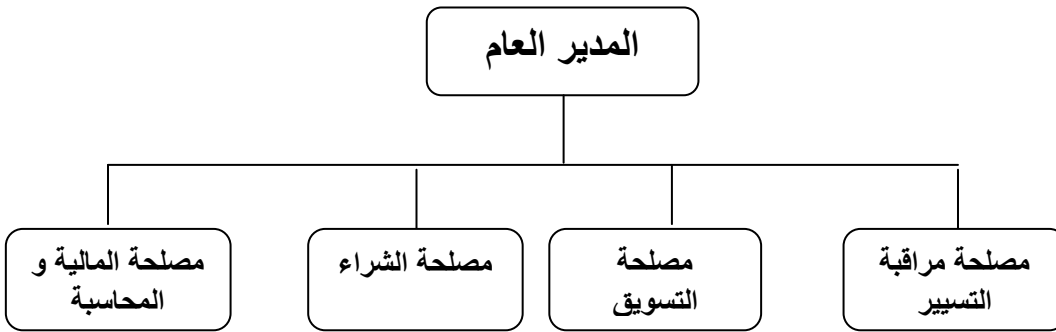 المدير العام
مصلحة مراقبة
التسيير
مصلحة
التسويق
مصلحة الشراء
مصلحة المالية و
المحاسبة